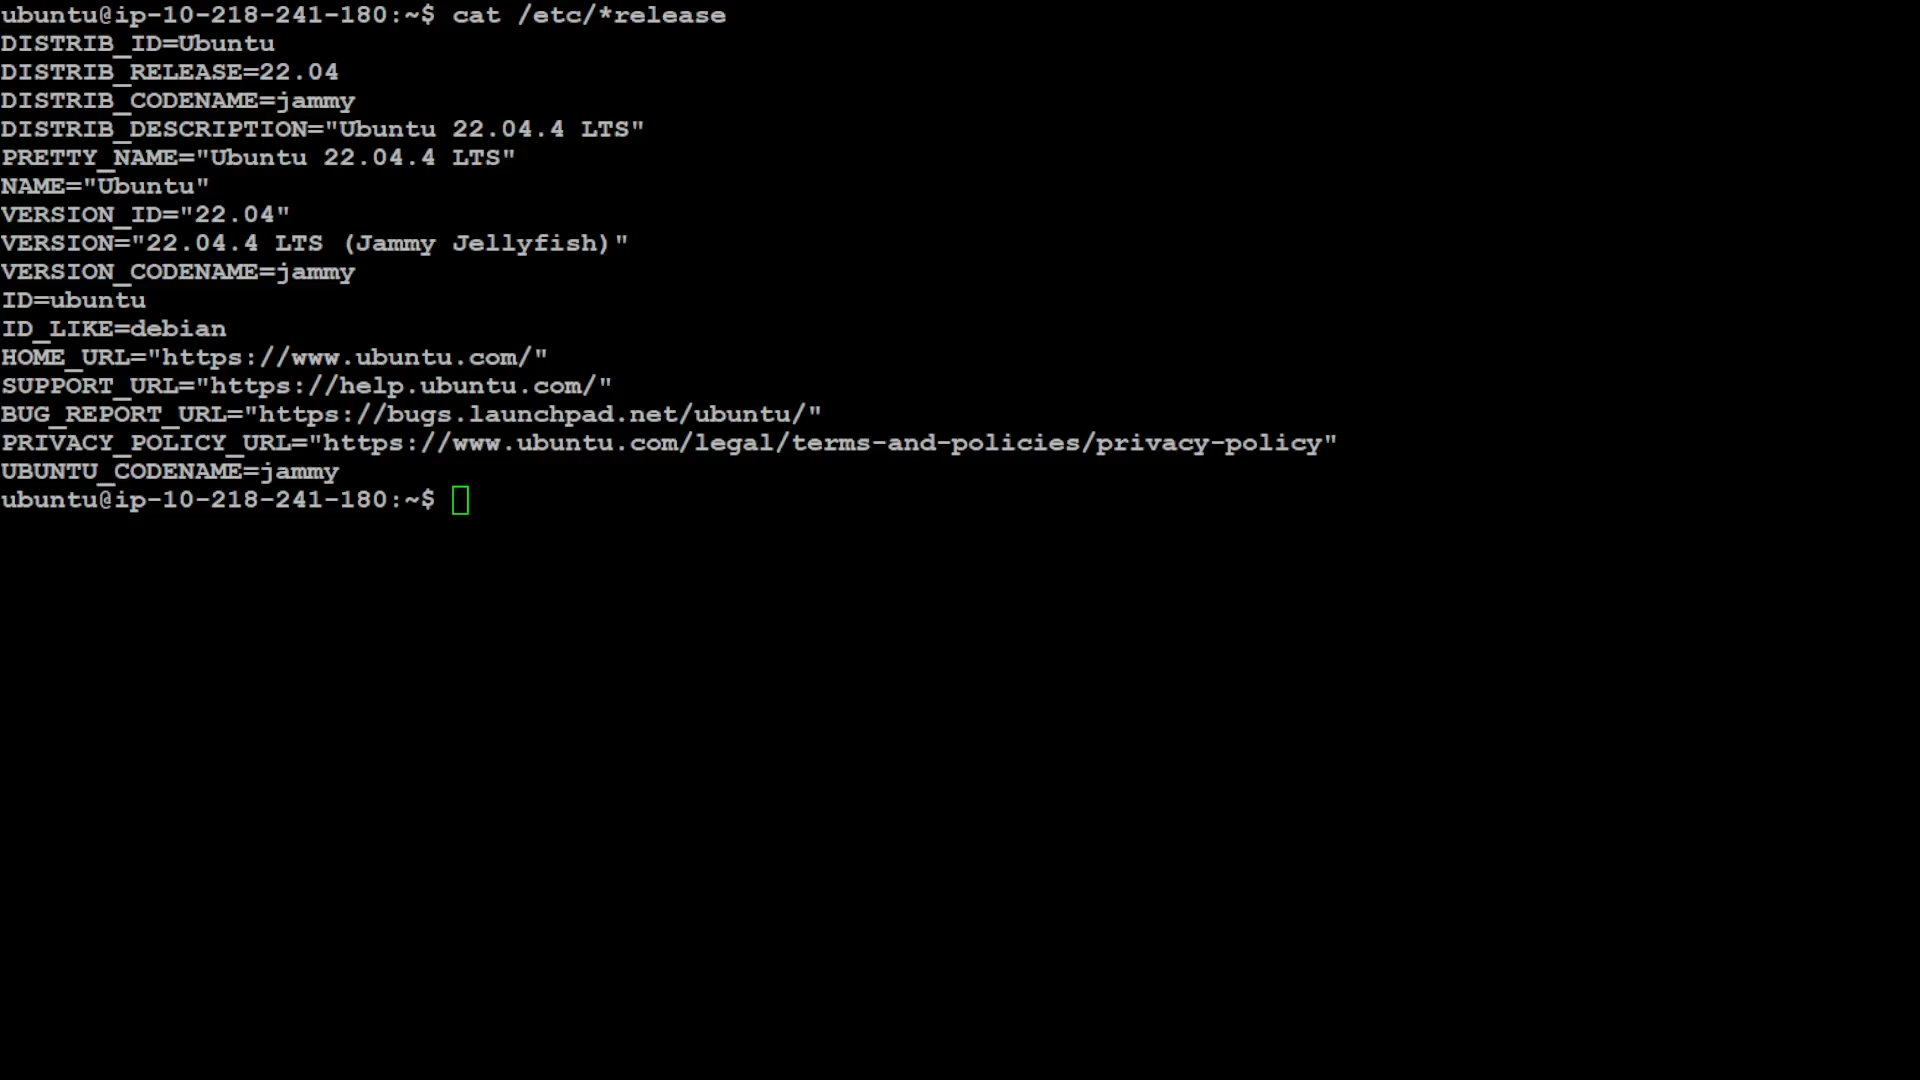 ubuntu@ip-10-218-241-180:~$ cat /etc/*release
DISTRIB_ID=Ubuntu
DISTRIB_RELEASE=22.04
DISTRIB_CODENAME=jammy
DISTRIB_DESCRIPTION="Ubuntu 22.04.4 LTS"
PRETTY_NAME="Ubuntu 22.04.4 LTS"
NAME="Ubuntu"
VERSION_ID="22.04"
VERSION="22.04.4 LTS (Jammy Jellyfish)"
VERSION_CODENAME=jammy
ID=ubuntu
ID_LIKE=debian
HOME_URL="https://www.ubuntu.com/"
SUPPORT_URL="https://help.ubuntu.com/"
BUG_REPORT_URL="https://bugs.launchpad.net/ubuntu/"
PRIVACY_POLICY_URL="https://www.ubuntu.com/legal/terms-and-policies/privacy-policy"
UBUNTU_CODENAME=jammy
ubuntu@ip-10-218-241-180:~$